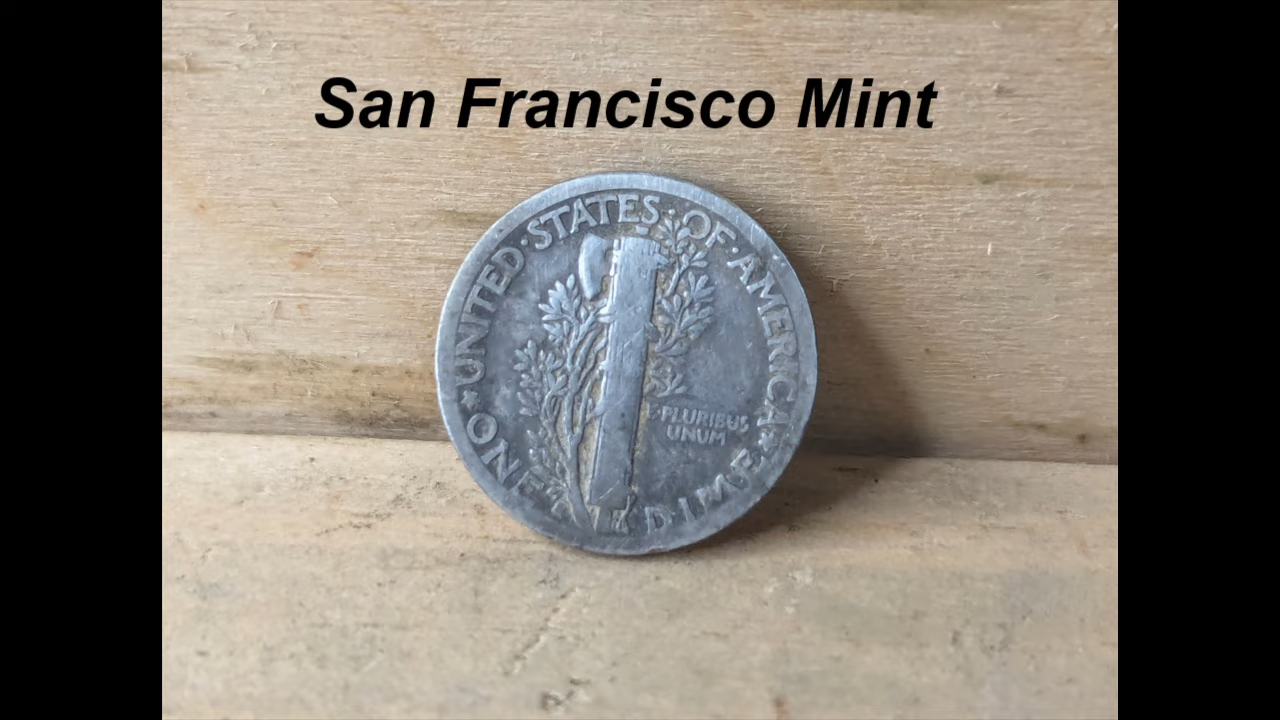 San Francisco Mint
UNITED·STATES·OF·AMERICA
E·PLURIBUS
UNUM
ONE DIME